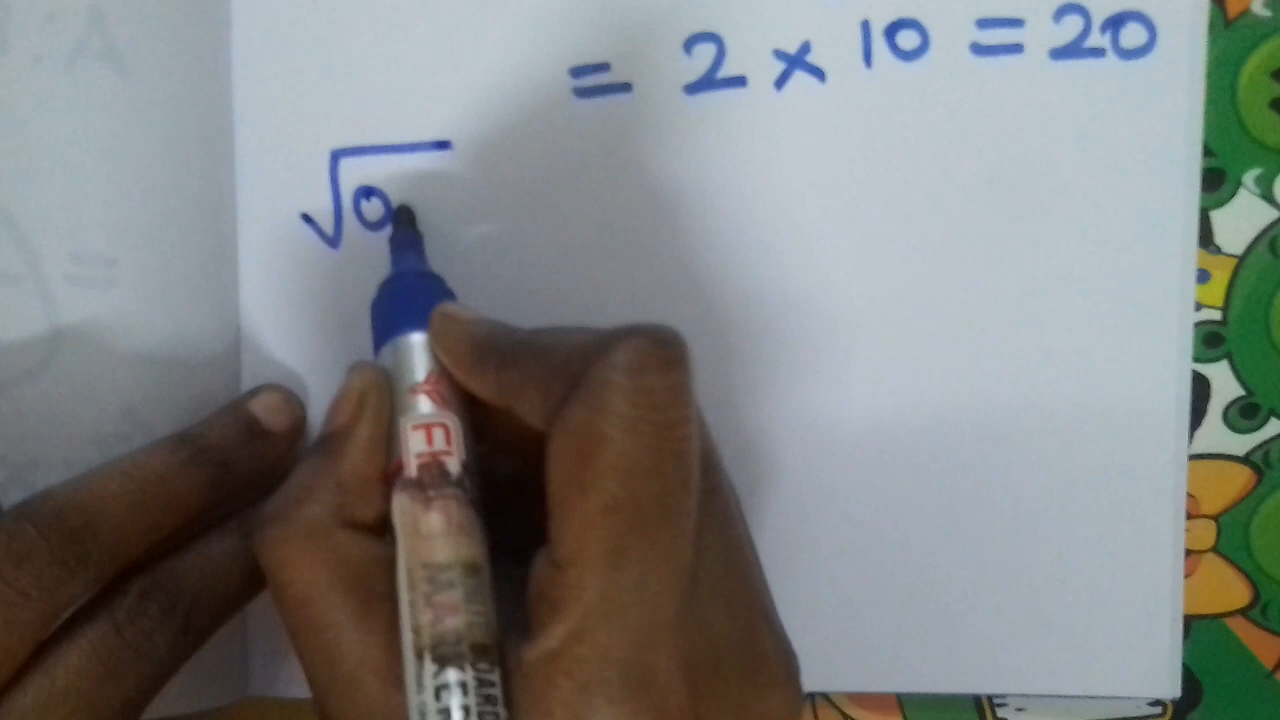 = 2 × 10 = 20
√0